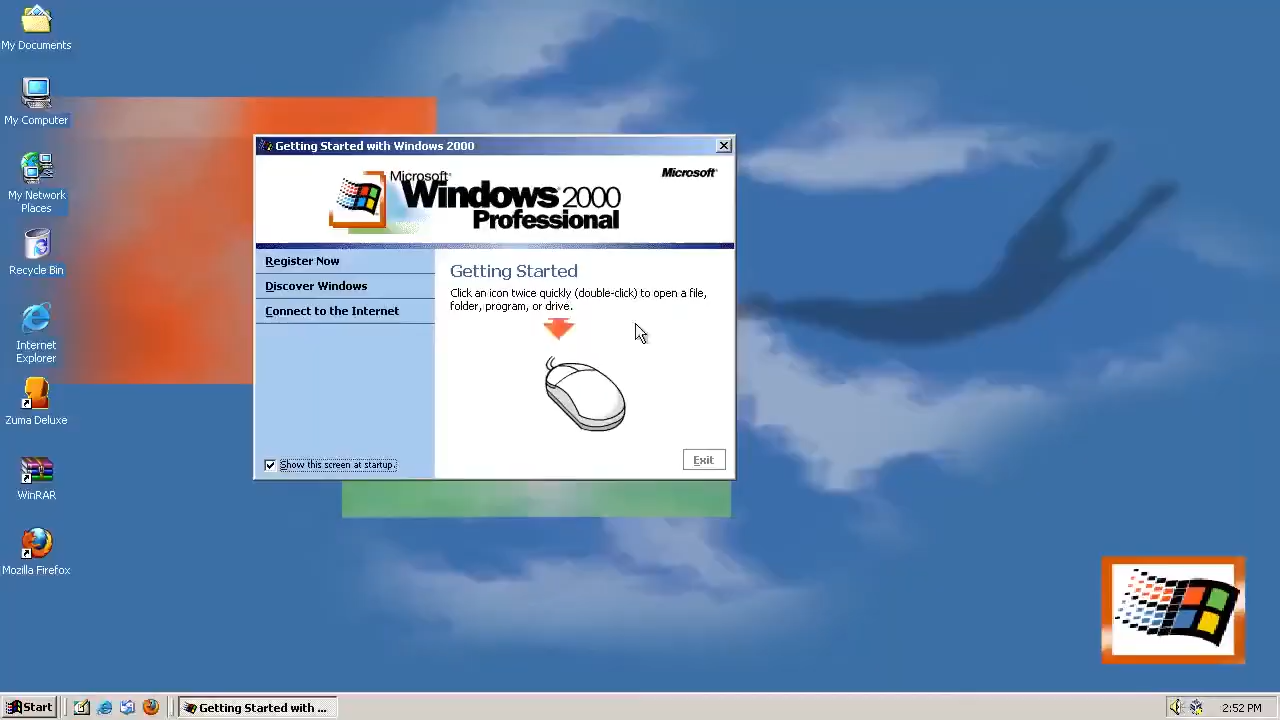 My Documents
My Computer
My Network
Places
Recycle Bin
Internet
Explorer
Zuma Deluxe
WinRAR
Mozilla Firefox
Getting Started with Windows 2000
Microsoft
Microsoft
Windows 2000
Professional
Register Now
Discover Windows
Connect to the Internet
Show this screen at startup.
Getting Started
Click an icon twice quickly (double-click) to open a file,
folder, program, or drive.
Exit
Start
Getting Started with ...
2:52 PM